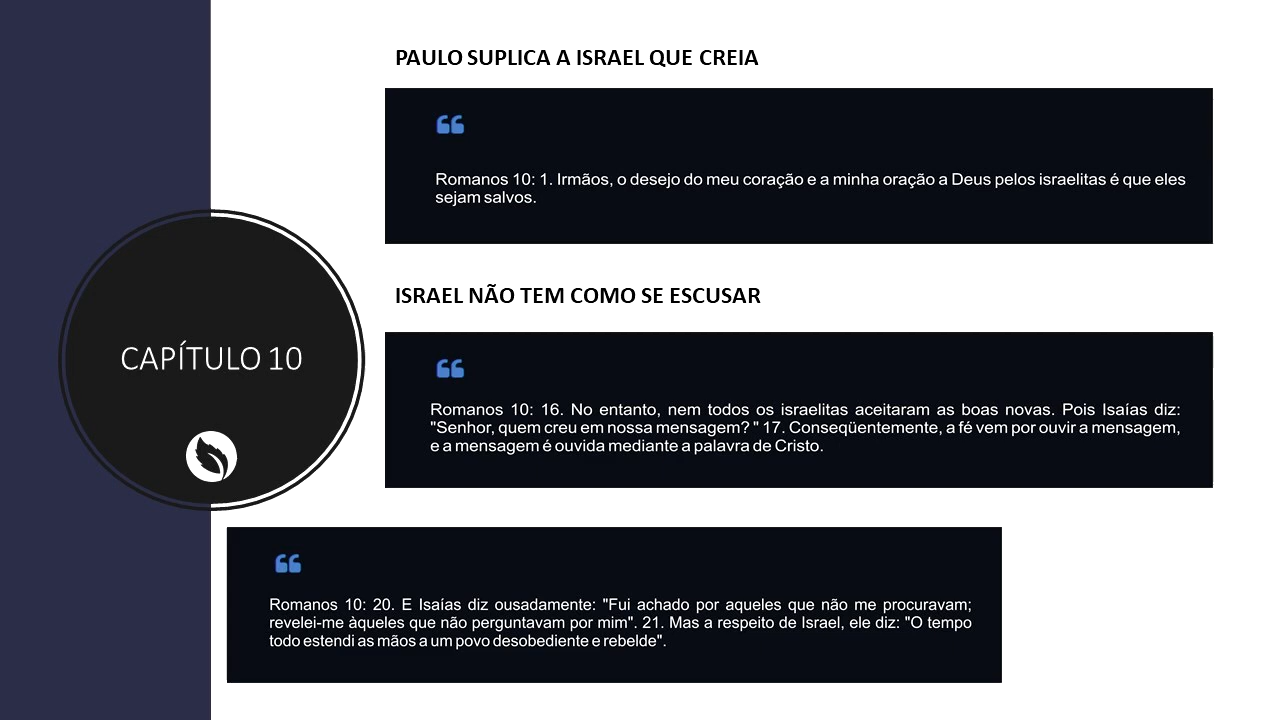 PAULO SUPLICA A ISRAEL QUE CREIA
Romanos 10: 1. Irmãos, o desejo do meu coração e a minha oração a Deus pelos israelitas é que eles
sejam salvos.
ISRAEL NÃO TEM COMO SE ESCUSAR
CAPÍTULO 10
Romanos 10: 16. No entanto, nem todos os israelitas aceitaram as boas novas. Pois Isaías diz:
"Senhor, quem creu em nossa mensagem? " 17. Conseqüentemente, a fé vem por ouvir a mensagem,
e a mensagem é ouvida mediante a palavra de Cristo.
Romanos 10: 20. E Isaías diz ousadamente: "Fui achado por aqueles que não me procuravam;
revelei-me àqueles que não perguntavam por mim". 21. Mas a respeito de Israel, ele diz: "O tempo
todo estendi as mãos a um povo desobediente e rebelde".